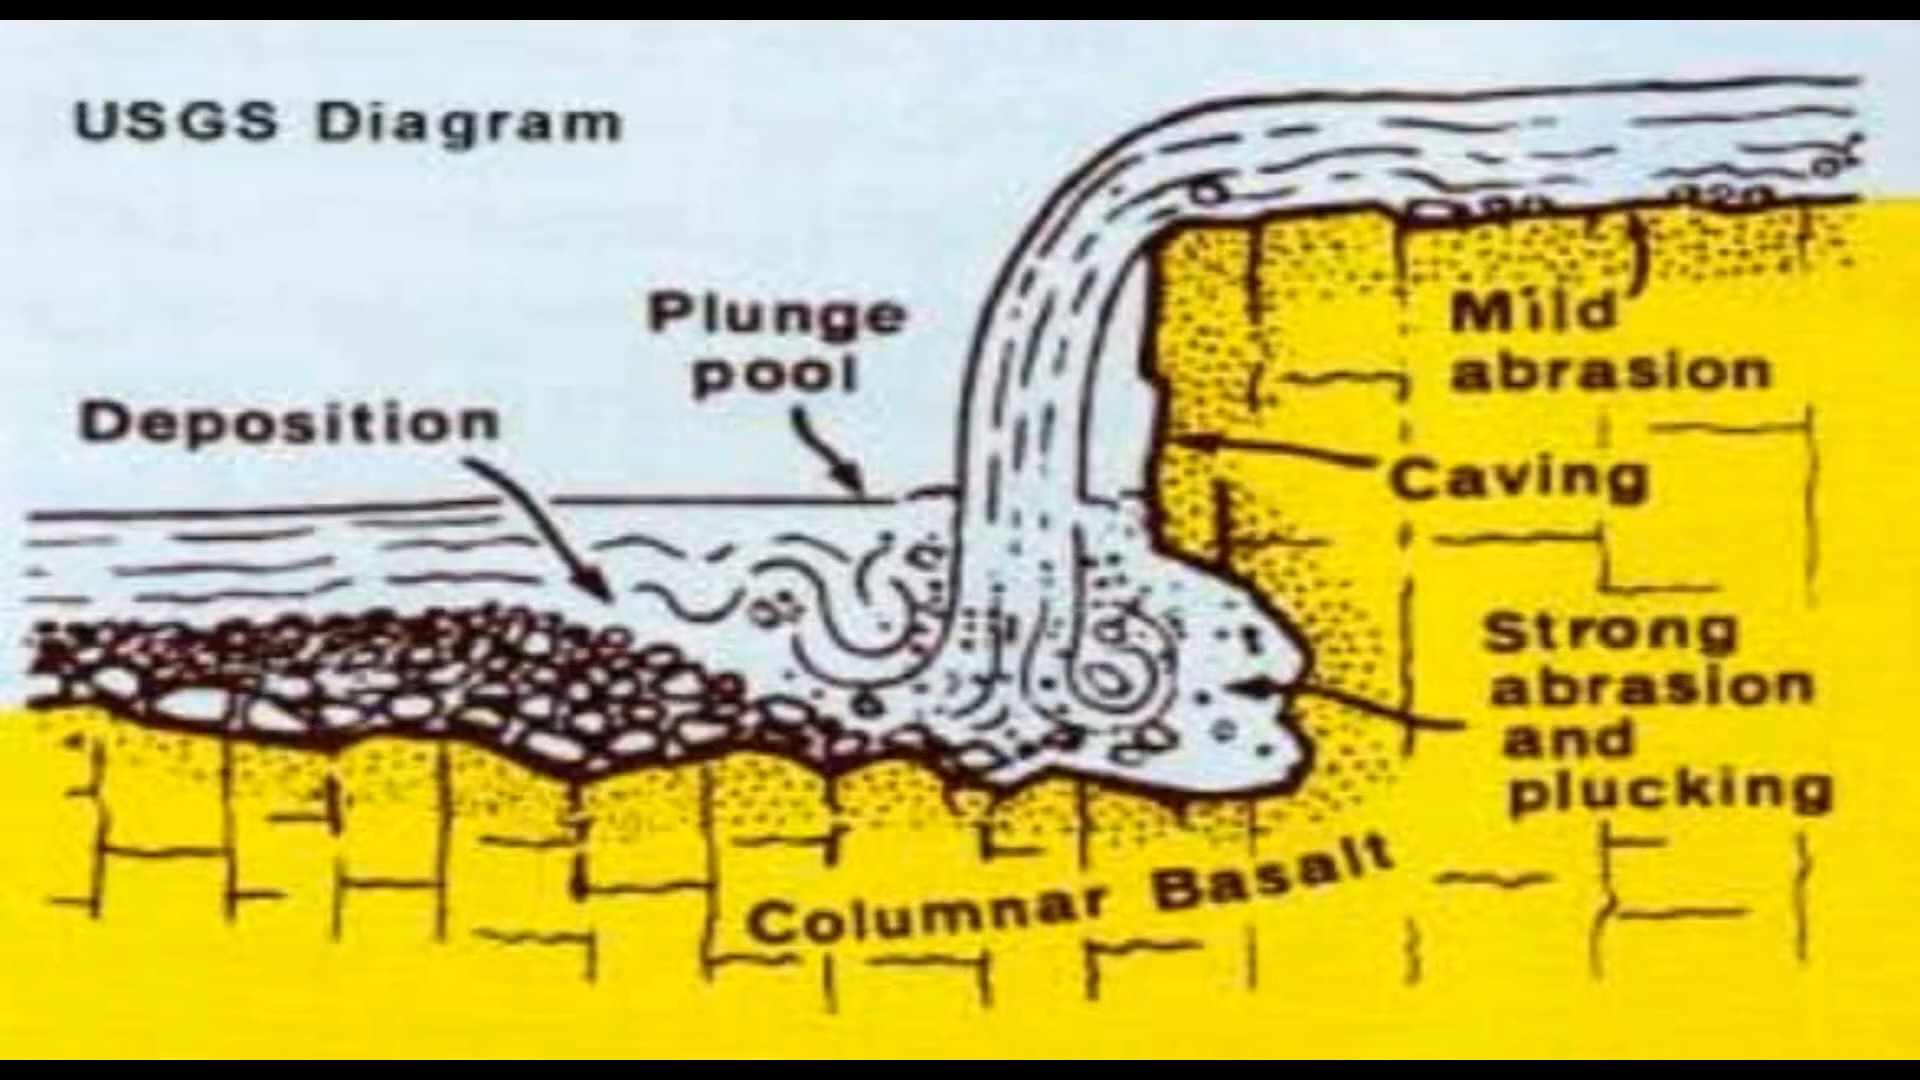 USGS Diagram
Plunge
pool
Deposition
Mild
abrasion
Caving
Strong
abrasion
and
plucking
Columnar Basalt